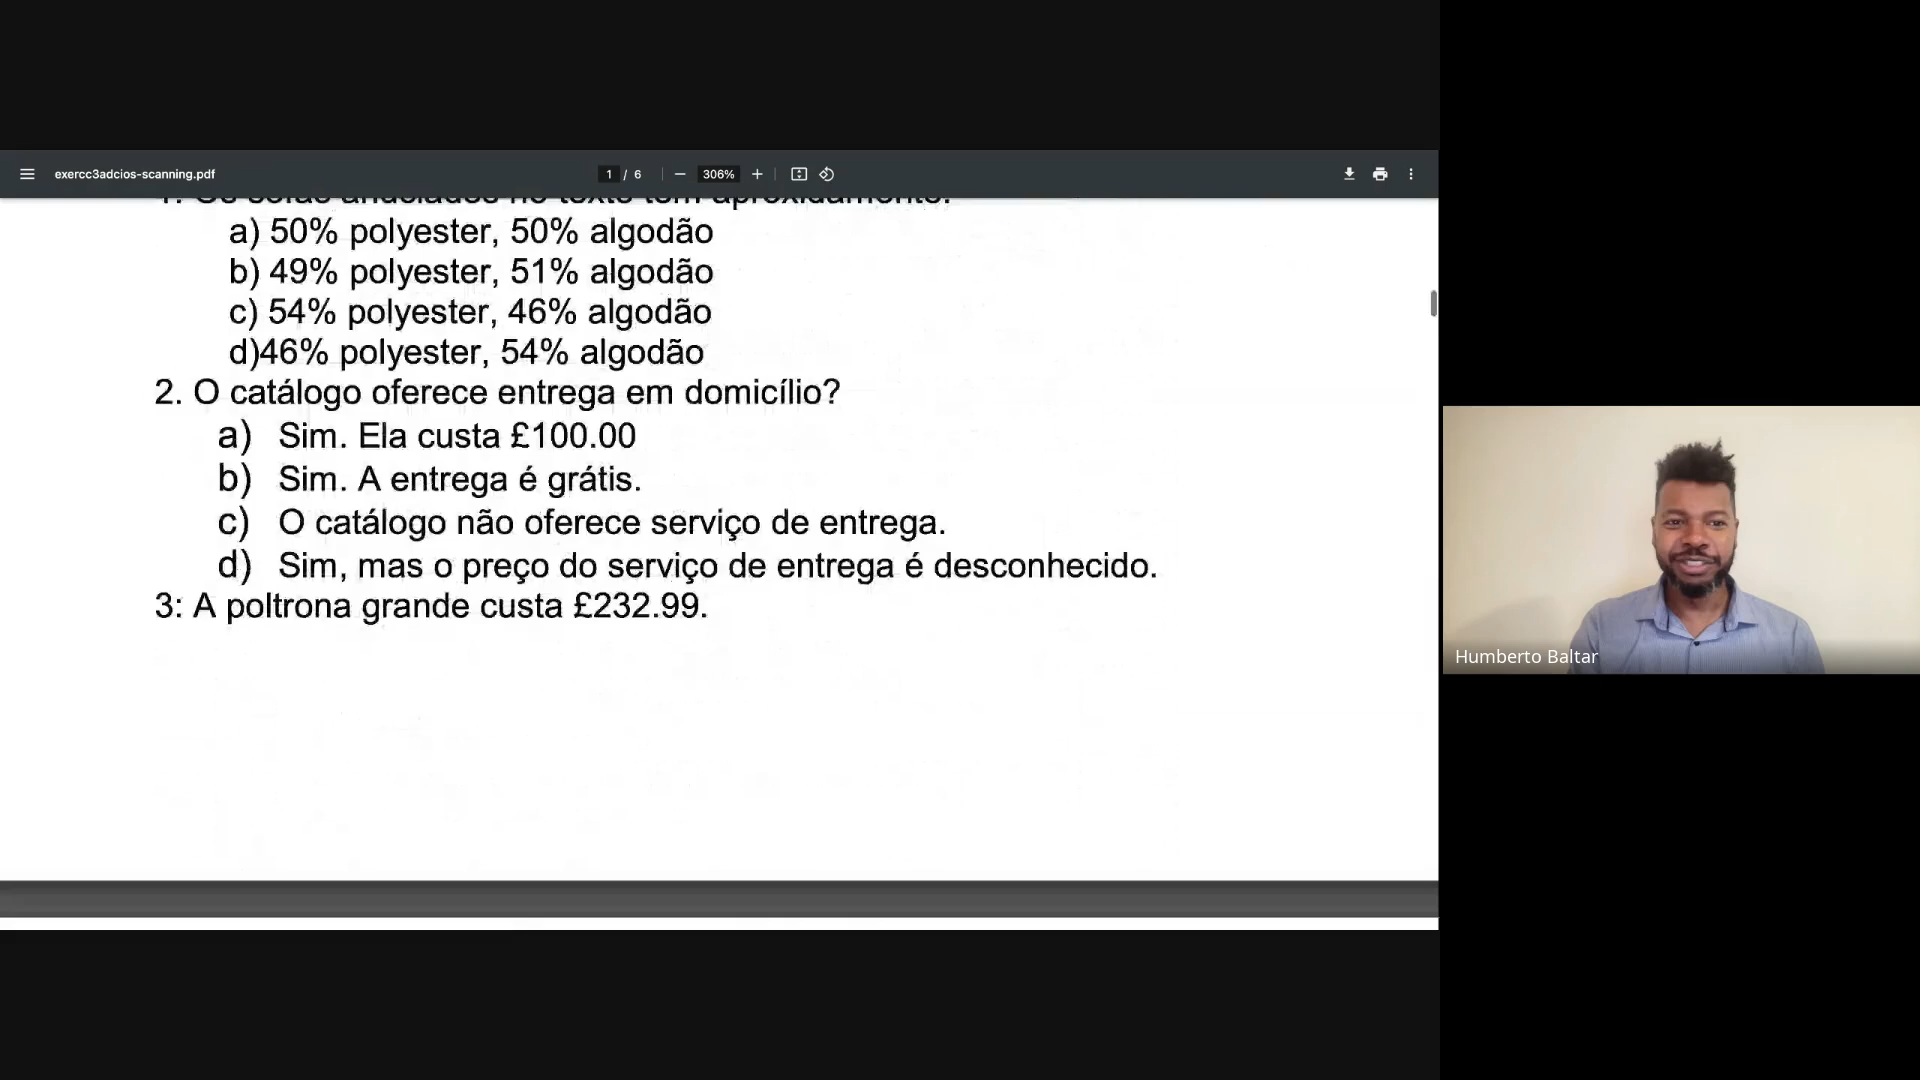 exercc3adcios-scanning.pdf
1 / 6
306%
a) 50% polyester, 50% algodão
b) 49% polyester, 51% algodão
c) 54% polyester, 46% algodão
d)46% polyester, 54% algodão
2. O catálogo oferece entrega em domicílio?
a) Sim. Ela custa £100.00
b) Sim. A entrega é grátis.
c) O catálogo não oferece serviço de entrega.
d) Sim, mas o preço do serviço de entrega é desconhecido.
3: A poltrona grande custa £232.99.
Humberto Baltar